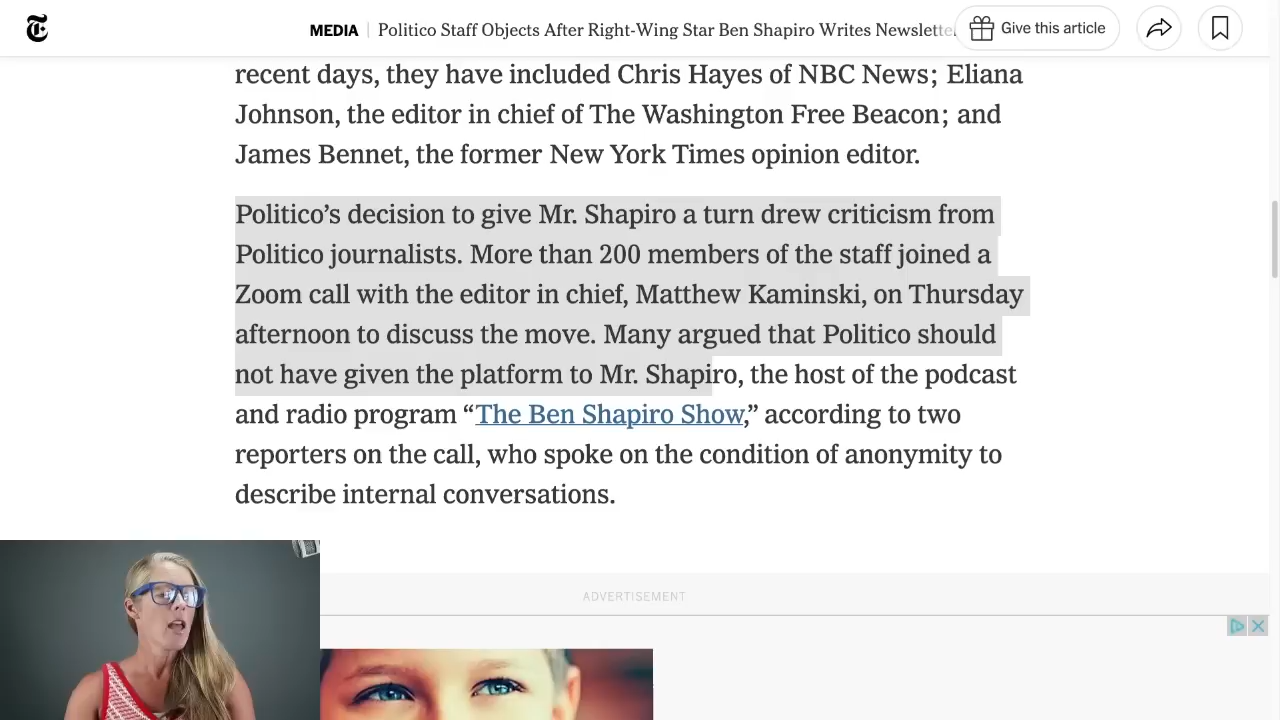 MEDIA Politico Staff Objects After Right-Wing Star Ben Shapiro Writes Newsletter
Give this article
recent days, they have included Chris Hayes of NBC News; Eliana
Johnson, the editor in chief of The Washington Free Beacon; and
James Bennet, the former New York Times opinion editor.
Politico’s decision to give Mr. Shapiro a turn drew criticism from
Politico journalists. More than 200 members of the staff joined a
Zoom call with the editor in chief, Matthew Kaminski, on Thursday
afternoon to discuss the move. Many argued that Politico should
not have given the platform to Mr. Shapiro, the host of the podcast
and radio program “The Ben Shapiro Show,” according to two
reporters on the call, who spoke on the condition of anonymity to
describe internal conversations.
ADVERTISEMENT